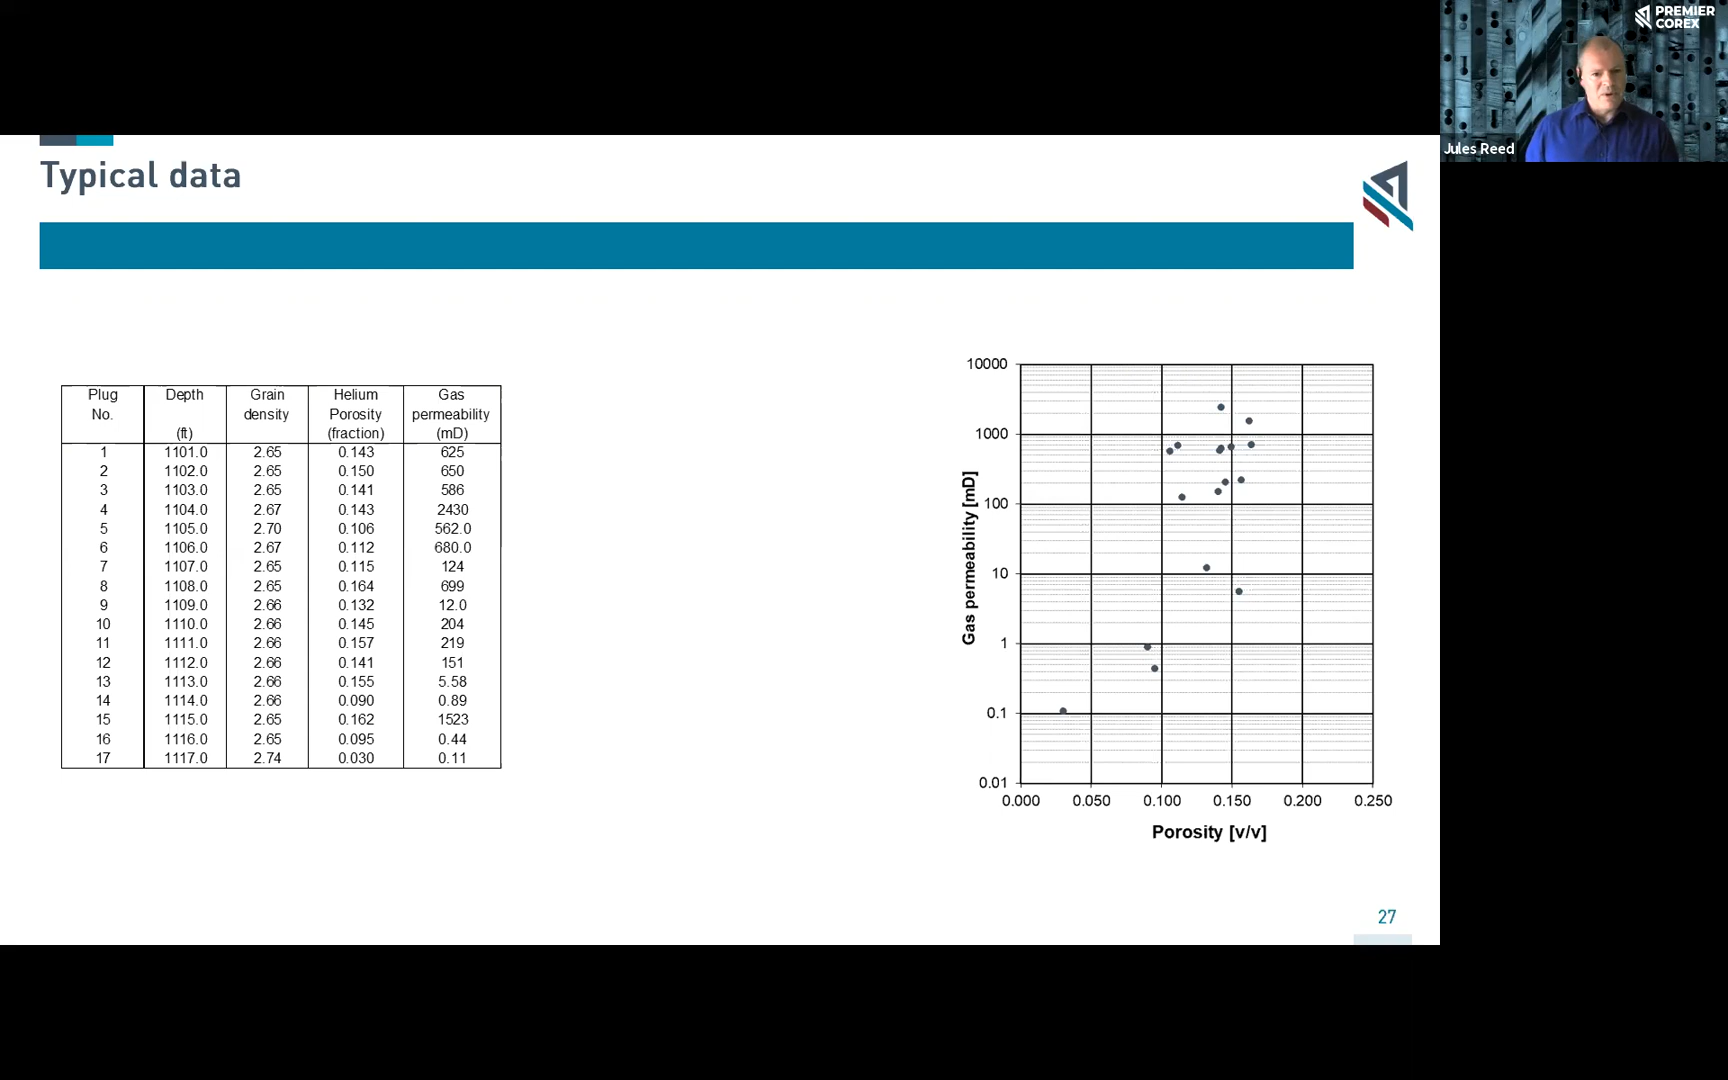 PREMIER
COREX
Jules Reed
Typical data
Plug Depth Grain Helium Gas
No. density Porosity permeability
(ft) (fraction) (mD)
1 1101.0 2.65 0.143 625
2 1102.0 2.65 0.150 650
3 1103.0 2.65 0.141 586
4 1104.0 2.67 0.143 2430
5 1105.0 2.70 0.106 562.0
6 1106.0 2.67 0.112 680.0
7 1107.0 2.65 0.115 124
8 1108.0 2.65 0.164 699
9 1109.0 2.66 0.132 12.0
10 1110.0 2.66 0.145 204
11 1111.0 2.66 0.157 219
12 1112.0 2.66 0.141 151
13 1113.0 2.66 0.155 5.58
14 1114.0 2.66 0.090 0.89
15 1115.0 2.65 0.162 1523
16 1116.0 2.65 0.095 0.44
17 1117.0 2.74 0.030 0.11
Gas permeability [mD]
10000
1000
100
10
1
0.1
0.01
0.000 0.050 0.100 0.150 0.200 0.250
Porosity [v/v]
27